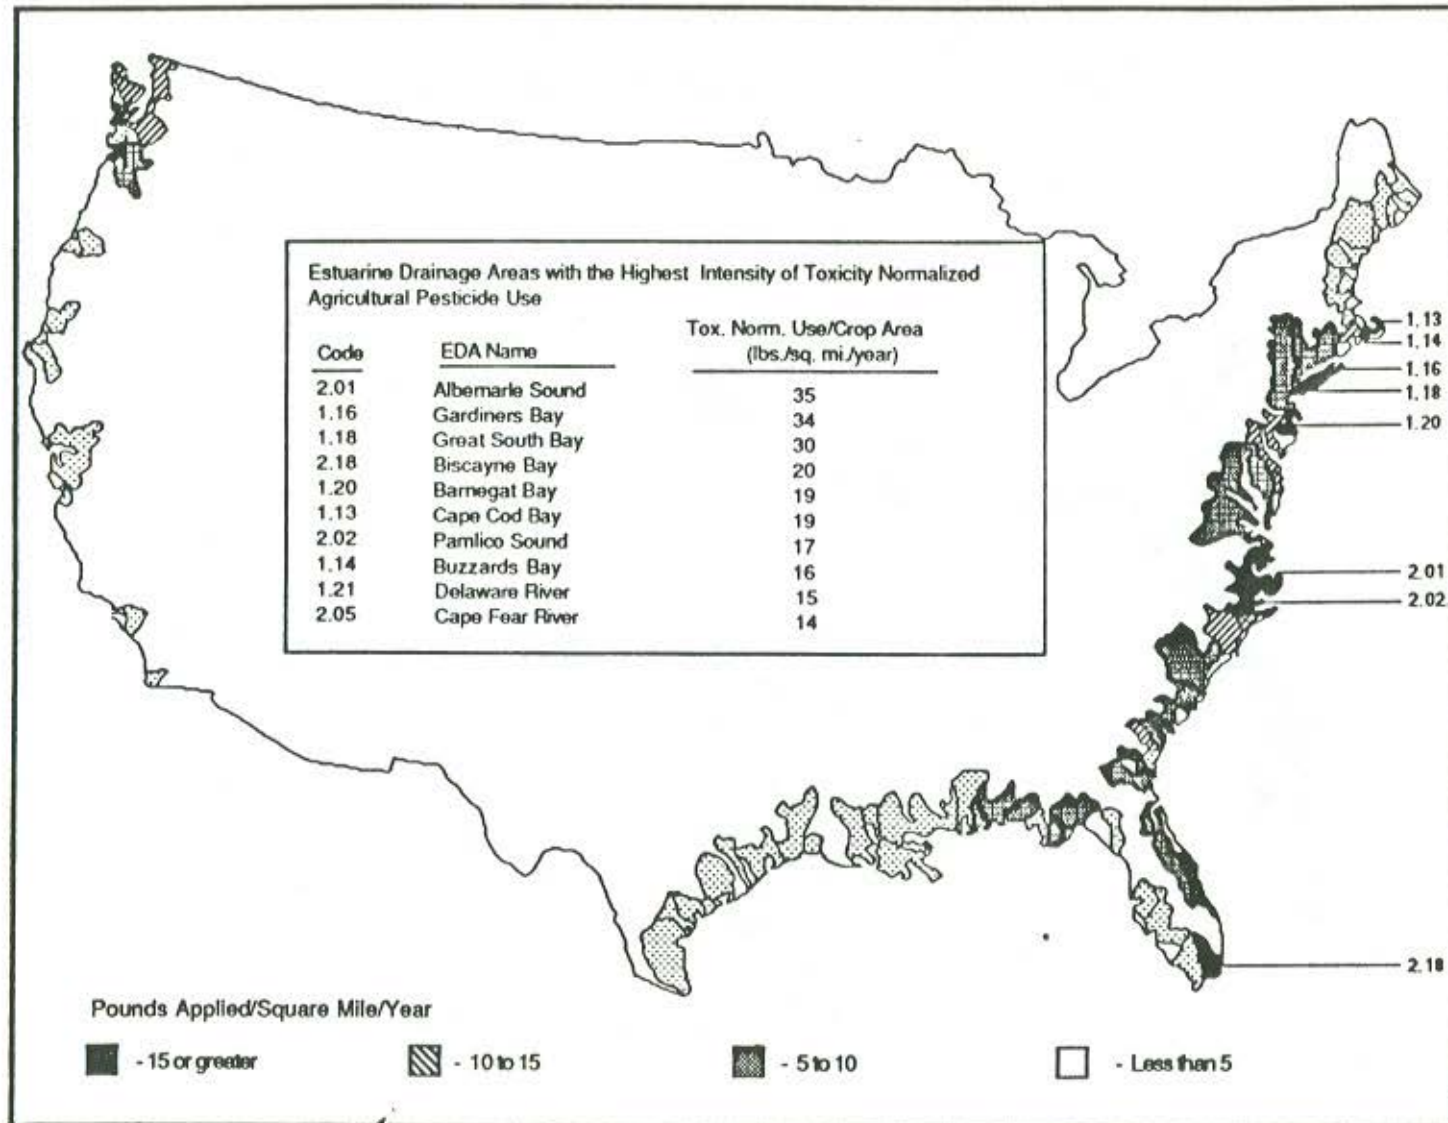 Estuarine Drainage Areas with the Highest Intensity of Toxicity Normalized
Agricultural Pesticide Use
Tox. Norm. Use/Crop Area
Code EDA Name (lbs./sq. mi./year)
2.01 Albemarle Sound 35
1.16 Gardiners Bay 34
1.18 Great South Bay 30
2.18 Biscayne Bay 20
1.20 Barnegat Bay 19
1.13 Cape Cod Bay 19
2.02 Pamlico Sound 17
1.14 Buzzards Bay 16
1.21 Delaware River 15
2.05 Cape Fear River 14
1.13
1.14
1.16
1.18
1.20
2.01
2.02
2.18
Pounds Applied/Square Mile/Year
- 15 or greater - 10 to 15 - 5 to 10 - Less than 5